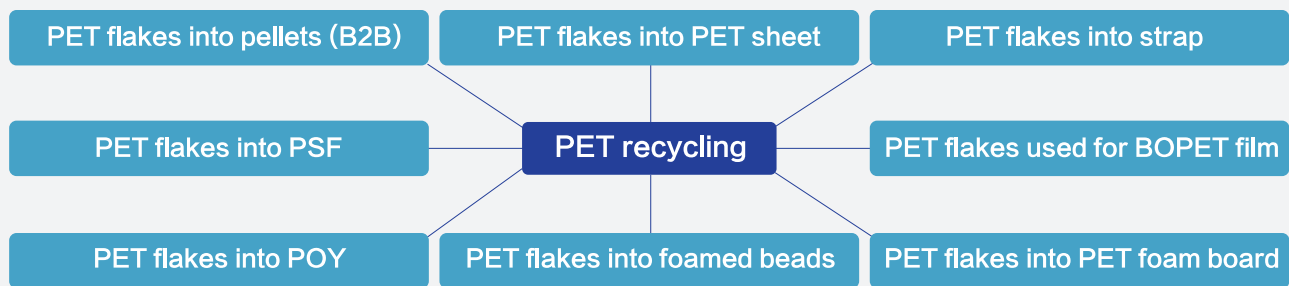 PET flakes into pellets (B2B)
PET flakes into PET sheet
PET flakes into strap
PET flakes into PSF
PET recycling
PET flakes used for BOPET film
PET flakes into POY
PET flakes into foamed beads
PET flakes into PET foam board